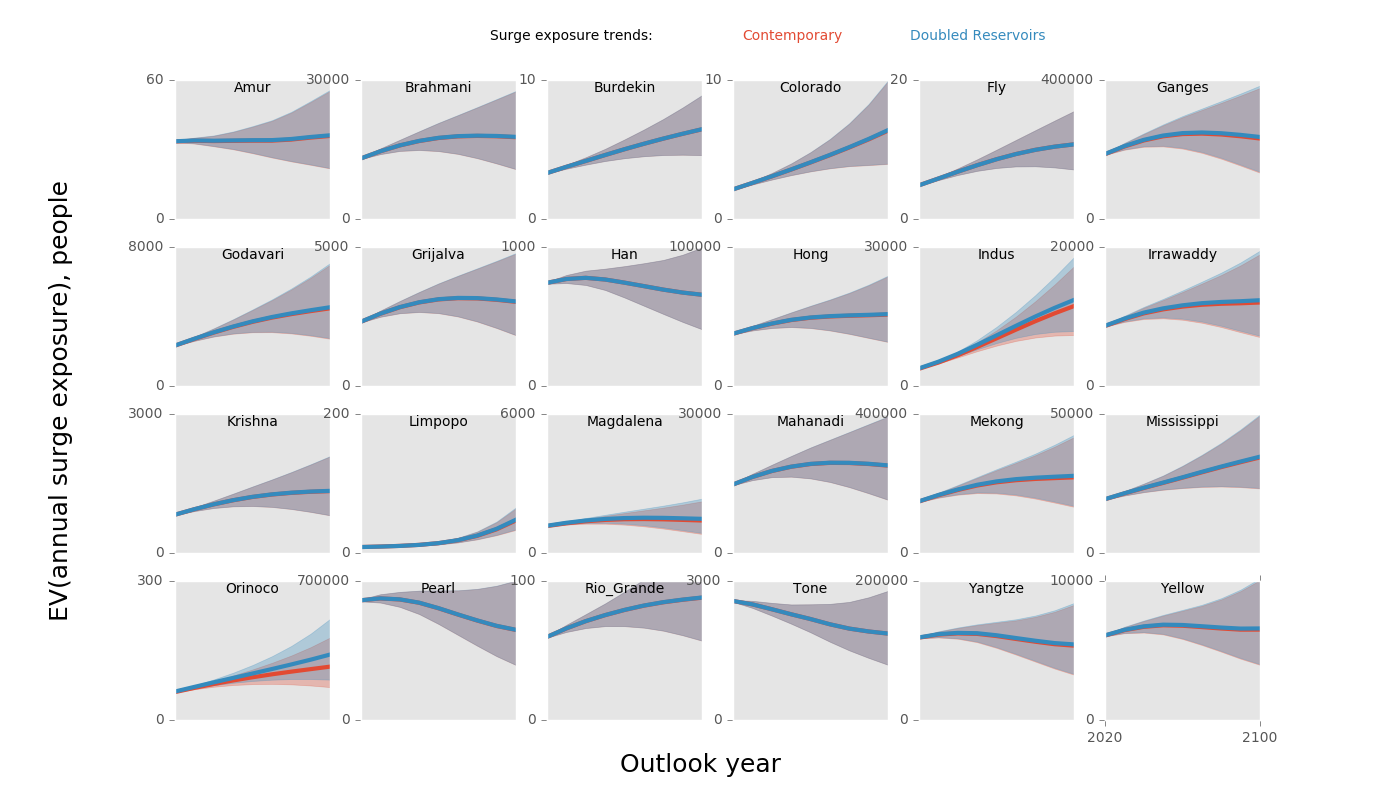 Surge exposure trends: Contemporary Doubled Reservoirs
60 30000 10 10 20 400000
Amur Brahmani Burdekin Colorado Fly Ganges
0 0 0 0 0 0
8000 5000 1000 100000 30000 20000
Godavari Grijalva Han Hong Indus Irrawaddy
0 0 0 0 0 0
3000 200 6000 30000 400000 50000
Krishna Limpopo Magdalena Mahanadi Mekong Mississippi
0 0 0 0 0 0
300 700000 100 3000 200000 10000
Orinoco Pearl Rio_Grande Tone Yangtze Yellow
0 0 0 0 0 0
2020 2100
Outlook year
EV(annual surge exposure), people